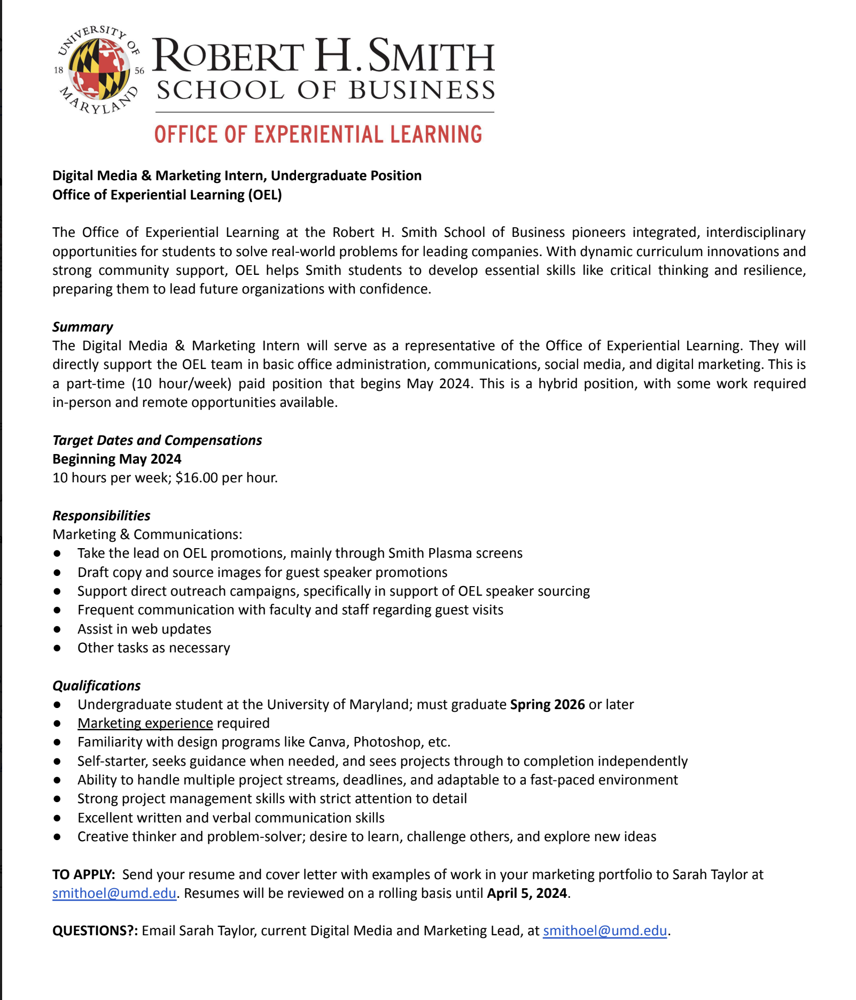 UNIVERSITY OF
18 56
MARYLAND
ROBERT H. SMITH
SCHOOL OF BUSINESS
OFFICE OF EXPERIENTIAL LEARNING
Digital Media & Marketing Intern, Undergraduate Position
Office of Experiential Learning (OEL)
The Office of Experiential Learning at the Robert H. Smith School of Business pioneers integrated, interdisciplinary
opportunities for students to solve real-world problems for leading companies. With dynamic curriculum innovations and
strong community support, OEL helps Smith students to develop essential skills like critical thinking and resilience,
preparing them to lead future organizations with confidence.
Summary
The Digital Media & Marketing Intern will serve as a representative of the Office of Experiential Learning. They will
directly support the OEL team in basic office administration, communications, social media, and digital marketing. This is
a part-time (10 hour/week) paid position that begins May 2024. This is a hybrid position, with some work required
in-person and remote opportunities available.
Target Dates and Compensations
Beginning May 2024
10 hours per week; $16.00 per hour.
Responsibilities
Marketing & Communications:
● Take the lead on OEL promotions, mainly through Smith Plasma screens
● Draft copy and source images for guest speaker promotions
● Support direct outreach campaigns, specifically in support of OEL speaker sourcing
● Frequent communication with faculty and staff regarding guest visits
● Assist in web updates
● Other tasks as necessary
Qualifications
● Undergraduate student at the University of Maryland; must graduate Spring 2026 or later
● Marketing experience required
● Familiarity with design programs like Canva, Photoshop, etc.
● Self-starter, seeks guidance when needed, and sees projects through to completion independently
● Ability to handle multiple project streams, deadlines, and adaptable to a fast-paced environment
● Strong project management skills with strict attention to detail
● Excellent written and verbal communication skills
● Creative thinker and problem-solver; desire to learn, challenge others, and explore new ideas
TO APPLY: Send your resume and cover letter with examples of work in your marketing portfolio to Sarah Taylor at
smithoel@umd.edu. Resumes will be reviewed on a rolling basis until April 5, 2024.
QUESTIONS?: Email Sarah Taylor, current Digital Media and Marketing Lead, at smithoel@umd.edu.